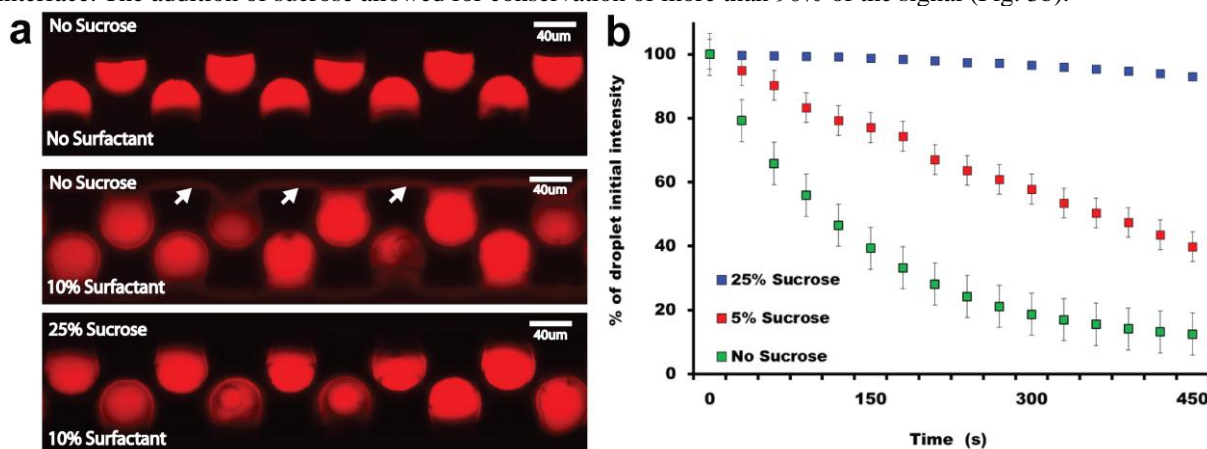 interface. The addition of sucrose allowed for conservation of more than 90% of the signal (Fig. 3b).
a
No Sucrose
40um
No Surfactant
No Sucrose
40um
10% Surfactant
25% Sucrose
40um
10% Surfactant
b
% of droplet initial intensity
100
80
60
40
20
0
25% Sucrose
5% Sucrose
No Sucrose
0 150 300 450
Time (s)